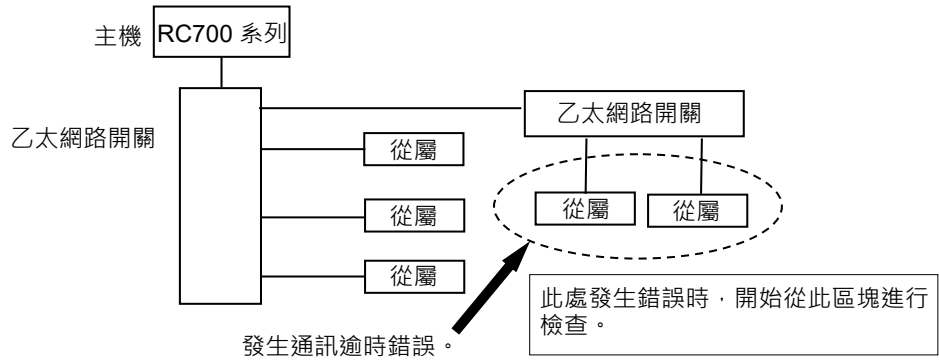 主機
RC700 系列
乙太網路開關
乙太網路開關
從屬
從屬
從屬
從屬
從屬
此處發生錯誤時，開始從此區塊進行
檢查。
發生通訊逾時錯誤。